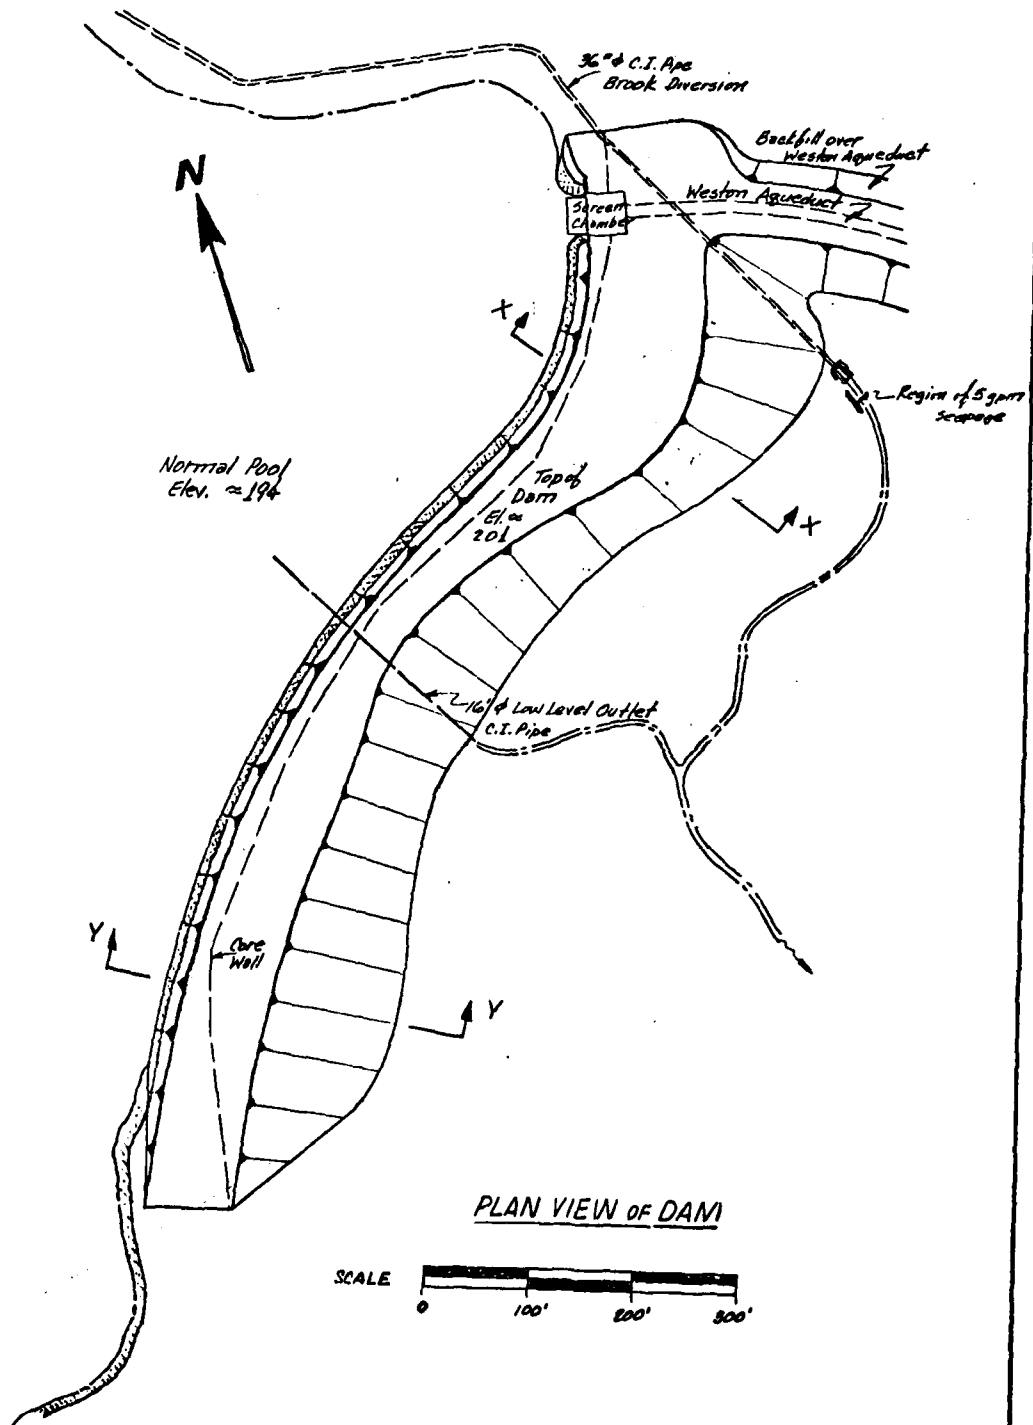 36"ϕ C.I. Pipe
Brook Diversion
Backfill over
Weston Aqueduct
N
Weston Aqueduct
Screen
Chamber
X
Region of 5 gpm
Seepage
Normal Pool
Elev. ≈ 194
Top of
Dam
El. ≈
201
X
16"ϕ Low Level Outlet
C.I. Pipe
Y
Core
Wall
Y
PLAN VIEW OF DAM
SCALE
0 100' 200' 300'